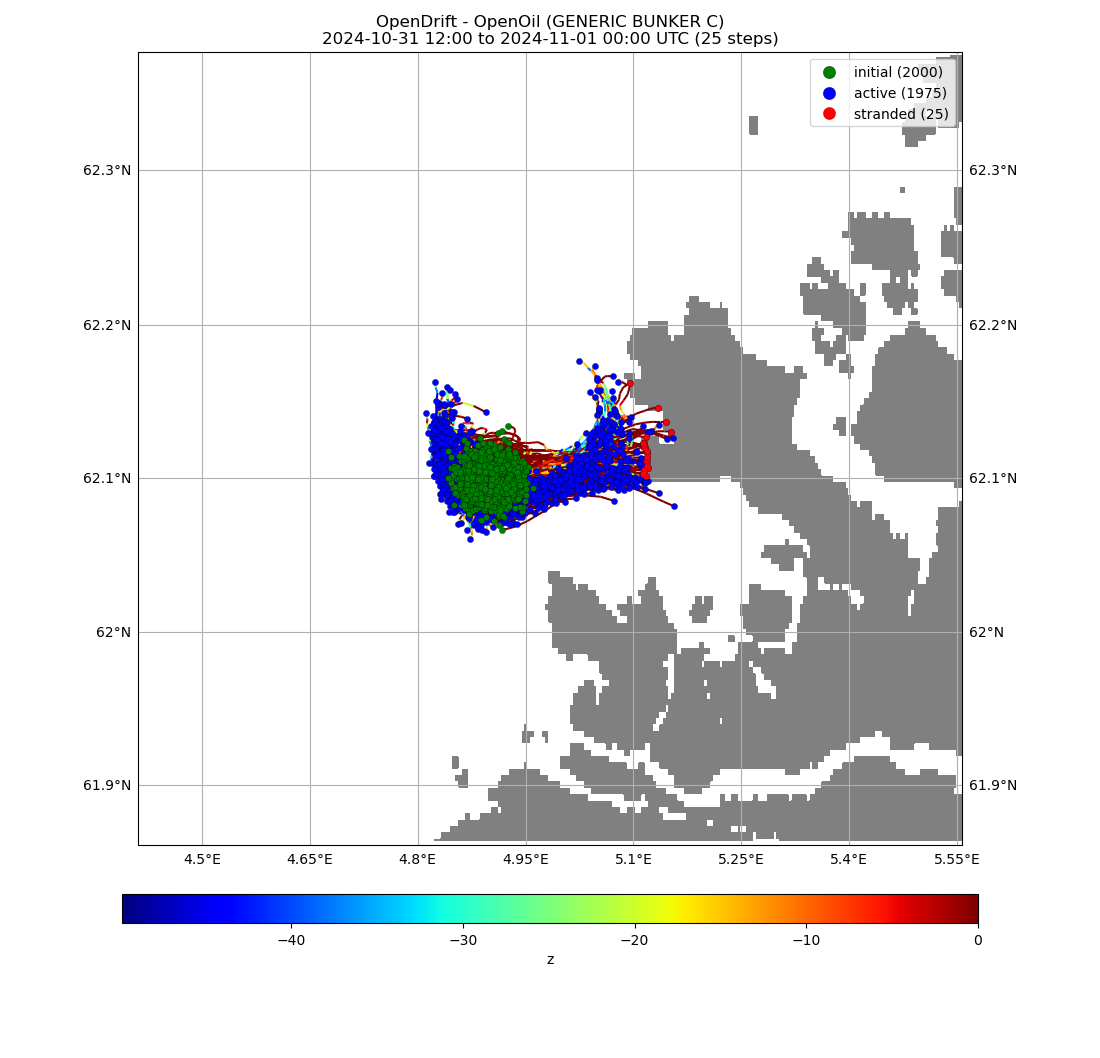 OpenDrift - OpenOil (GENERIC BUNKER C)
2024-10-31 12:00 to 2024-11-01 00:00 UTC (25 steps)
initial (2000)
active (1975)
stranded (25)
62.3°N 62.3°N
62.2°N 62.2°N
62.1°N 62.1°N
62°N 62°N
61.9°N 61.9°N
4.5°E 4.65°E 4.8°E 4.95°E 5.1°E 5.25°E 5.4°E 5.55°E
−40 −30 −20 −10 0
z